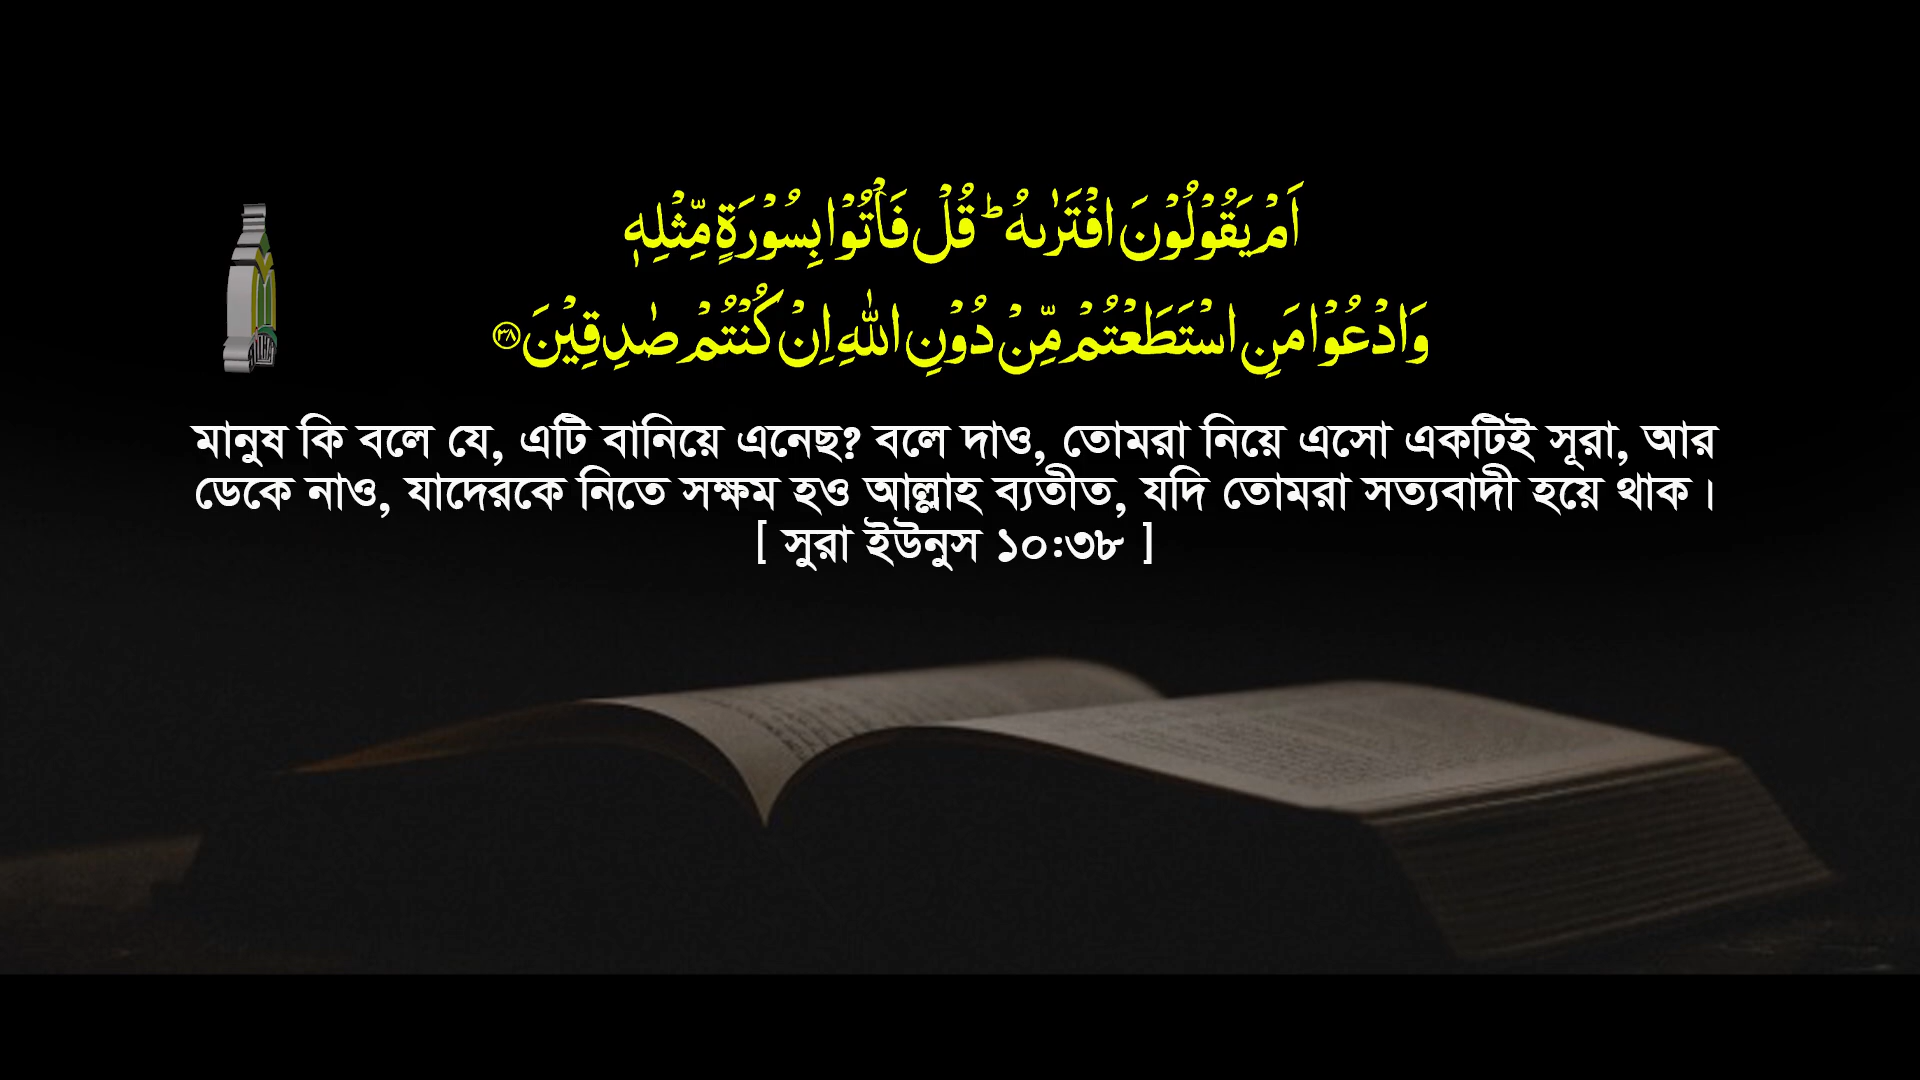 اَمْ يَقُوْلُوْنَ افْتَرٰىهُ ؕ قُلْ فَاْتُوْا بِسُوْرَةٍ مِّثْلِهٖ
وَادْعُوْا مَنِ اسْتَطَعْتُمْ مِّنْ دُوْنِ اللّٰهِ اِنْ كُنْتُمْ صٰدِقِيْنَ ﴿۳۸﴾
মানুষ কি বলে যে, এটি বানিয়ে এনেছ? বলে দাও, তোমরা নিয়ে এসো একটিই সূরা, আর
ডেকে নাও, যাদেরকে নিতে সক্ষম হও আল্লাহ ব্যতীত, যদি তোমরা সত্যবাদী হয়ে থাক।
[ সুরা ইউনুস ১০:৩৮ ]